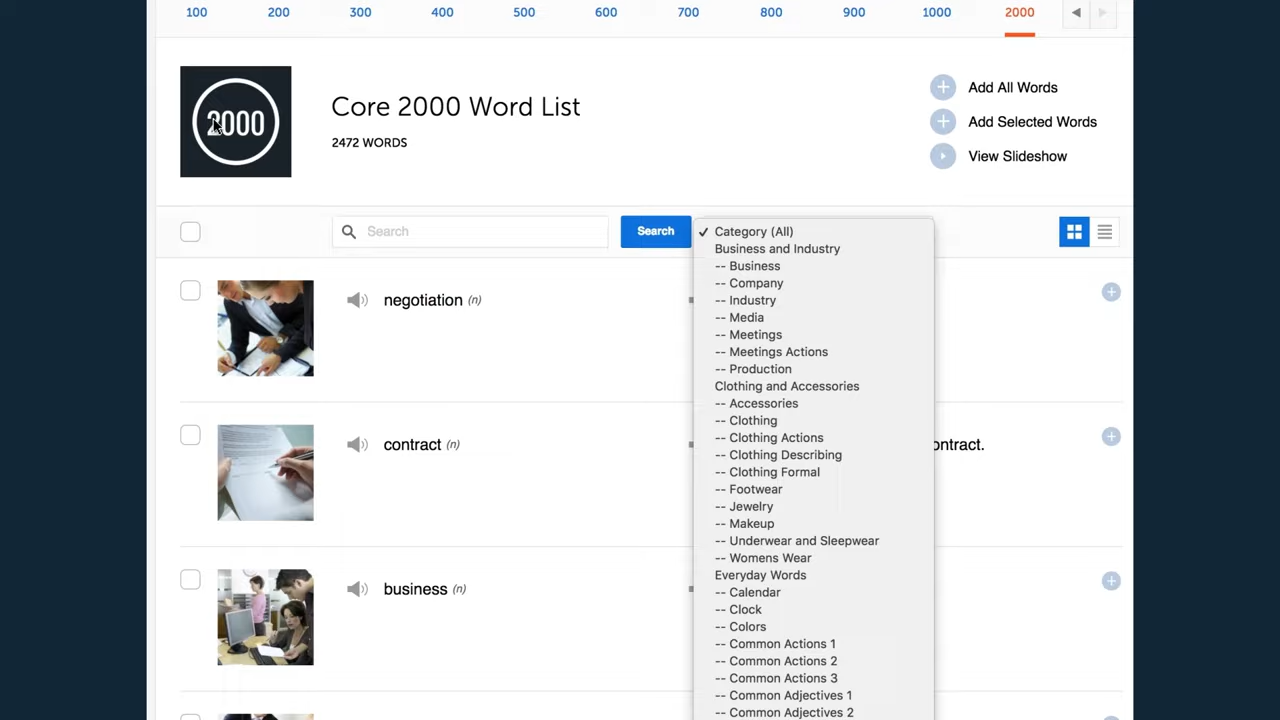 100 200 300 400 500 600 700 800 900 1000 2000
2000
Core 2000 Word List
2472 WORDS
Add All Words
Add Selected Words
View Slideshow
Search Search
✓ Category (All)
Business and Industry
-- Business
-- Company
-- Industry
-- Media
-- Meetings
-- Meetings Actions
-- Production
Clothing and Accessories
-- Accessories
-- Clothing
-- Clothing Actions
-- Clothing Describing
-- Clothing Formal
-- Footwear
-- Jewelry
-- Makeup
-- Underwear and Sleepwear
-- Womens Wear
Everyday Words
-- Calendar
-- Clock
-- Colors
-- Common Actions 1
-- Common Actions 2
-- Common Actions 3
-- Common Adjectives 1
-- Common Adjectives 2
negotiation (n)
contract (n)
ontract.
business (n)